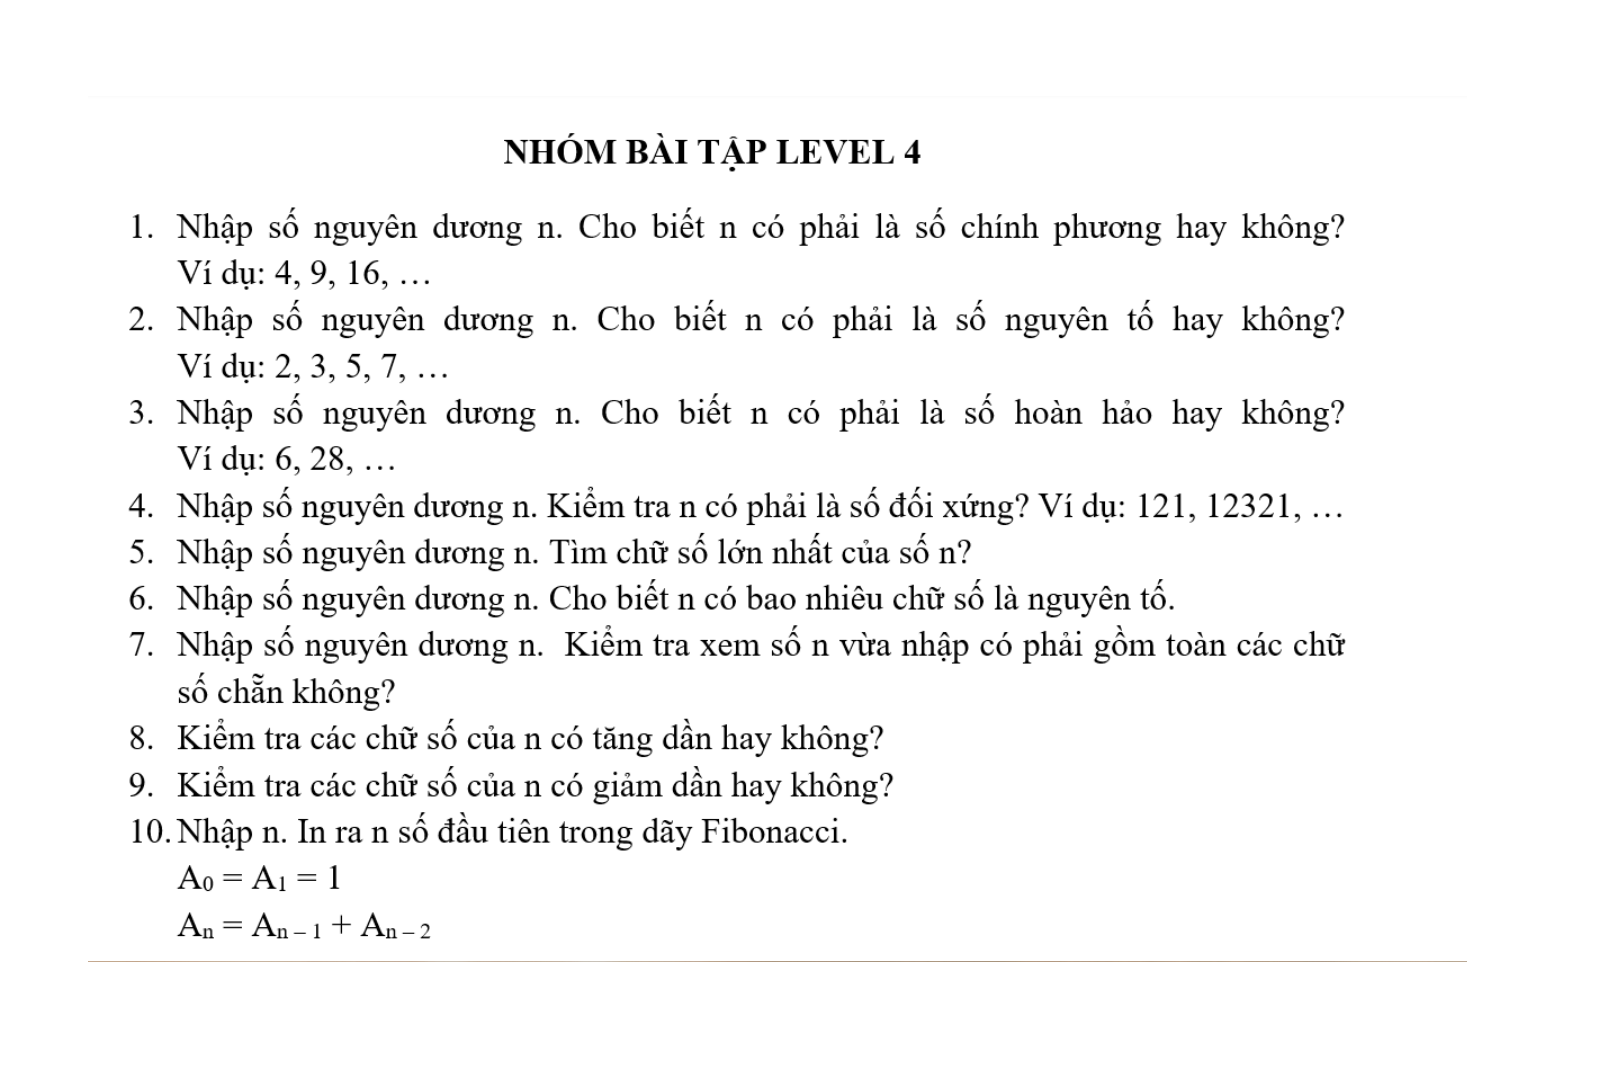 NHÓM BÀI TẬP LEVEL 4
1. Nhập số nguyên dương n. Cho biết n có phải là số chính phương hay không?
Ví dụ: 4, 9, 16, …
2. Nhập số nguyên dương n. Cho biết n có phải là số nguyên tố hay không?
Ví dụ: 2, 3, 5, 7, …
3. Nhập số nguyên dương n. Cho biết n có phải là số hoàn hảo hay không?
Ví dụ: 6, 28, …
4. Nhập số nguyên dương n. Kiểm tra n có phải là số đối xứng? Ví dụ: 121, 12321, …
5. Nhập số nguyên dương n. Tìm chữ số lớn nhất của số n?
6. Nhập số nguyên dương n. Cho biết n có bao nhiêu chữ số là nguyên tố.
7. Nhập số nguyên dương n. Kiểm tra xem số n vừa nhập có phải gồm toàn các chữ
số chẵn không?
8. Kiểm tra các chữ số của n có tăng dần hay không?
9. Kiểm tra các chữ số của n có giảm dần hay không?
10. Nhập n. In ra n số đầu tiên trong dãy Fibonacci.
A₀ = A₁ = 1
Aₙ = Aₙ₋₁ + Aₙ₋₂